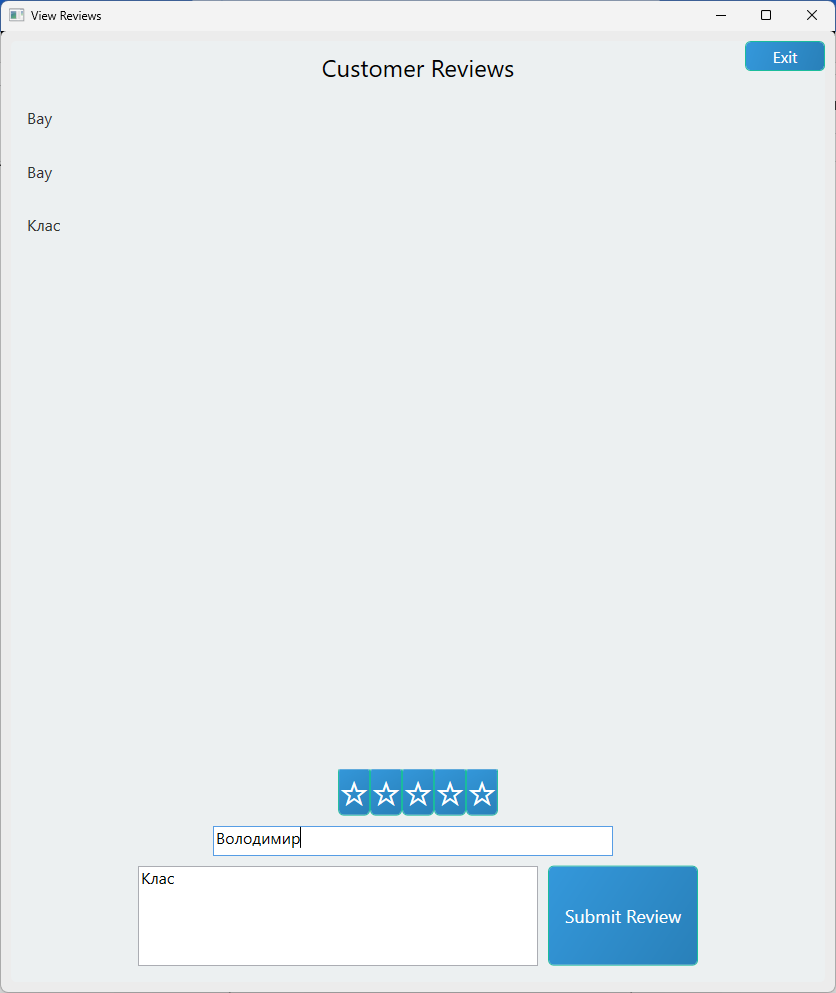 View Reviews
Exit
Customer Reviews
Вау
Вау
Клас
Володимир
Клас
Submit Review